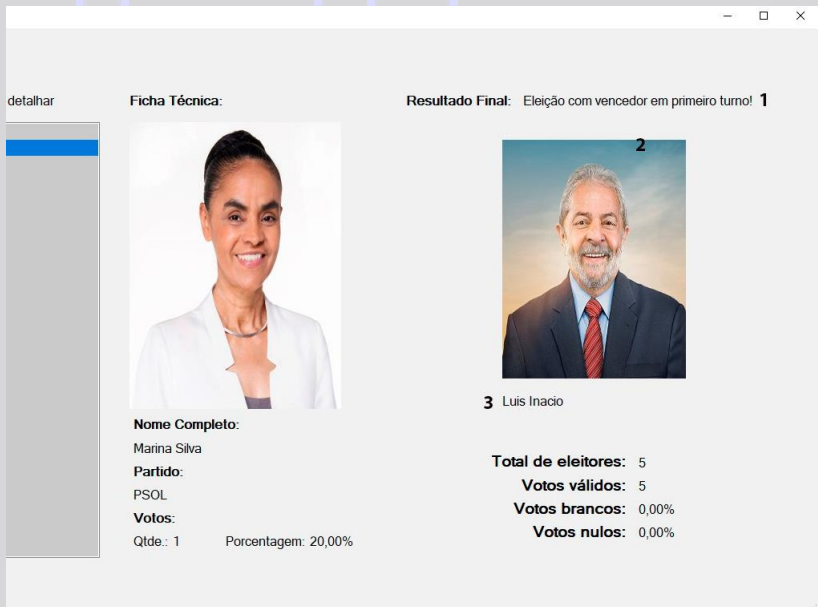 detalhar
Ficha Técnica:
Resultado Final: Eleição com vencedor em primeiro turno! 1
2
3 Luis Inacio
Nome Completo:
Marina Silva
Partido:
PSOL
Votos:
Qtde.: 1 Porcentagem: 20,00%
Total de eleitores: 5
Votos válidos: 5
Votos brancos: 0,00%
Votos nulos: 0,00%